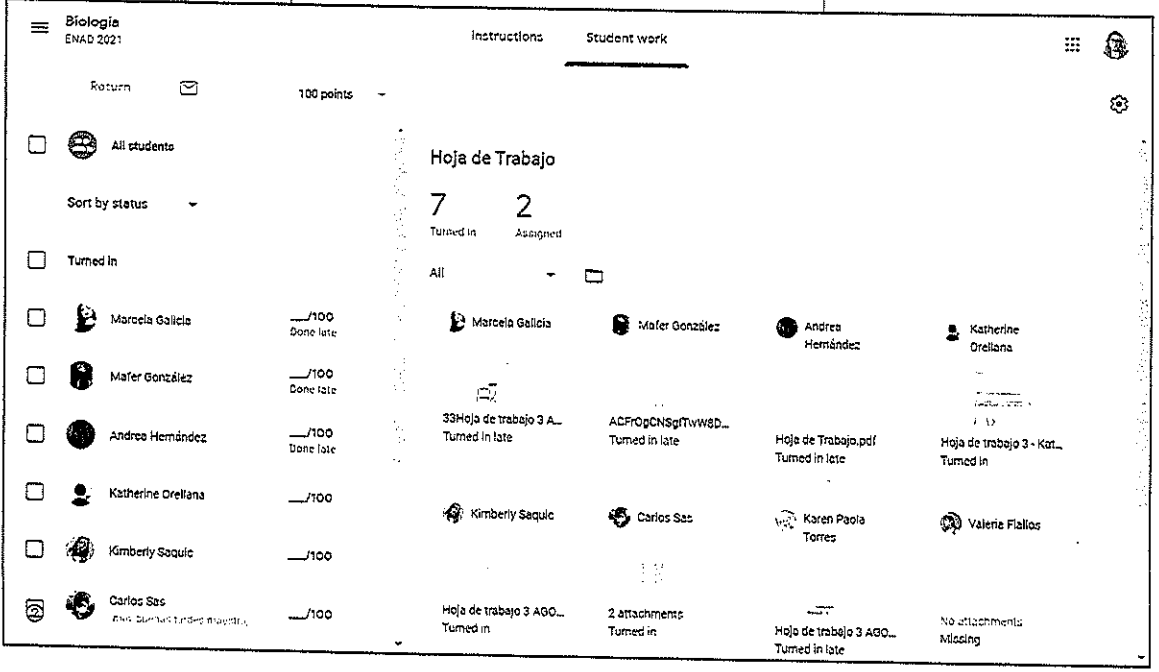 Biología
ENAD 2021
Instructions
Student work
Return
100 points
All students
Sort by status
Turned in
Marcela Galicia
__/100
Done late
Mafer González
__/100
Done late
Andrea Hernández
__/100
Done late
Katherine Orellana
__/100
Kimberly Saquic
__/100
Carlos Sas
buenas tardes
__/100
Hoja de Trabajo
7
2
Turned in
Assigned
All
Marcela Galicia
Mafer González
Andrea
Hernández
Katherine
Orellana
33Hoja de trabajo 3 A...
Turned in late
Turned in late
Hoja de Trabajo.pdf
Turned in late
Hoja de trabajo 3 - Kat...
Turned in
Kimberly Saquic
Carlos Sas
Karen Paola
Torres
Valeria Fiallos
Hoja de trabajo 3 AGO...
Turned in
2 attachments
Turned in
Hoja de trabajo 3 AGO...
Turned in late
No attachments
Missing